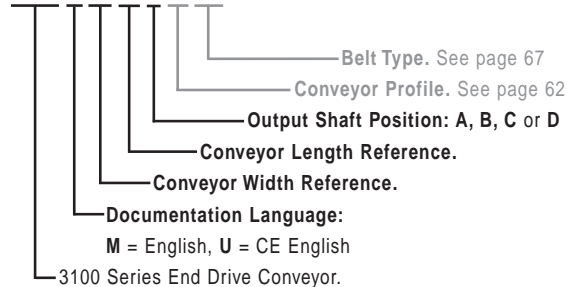 Belt Type. See page 67
Conveyor Profile. See page 62
Output Shaft Position: A, B, C or D
Conveyor Length Reference.
Conveyor Width Reference.
Documentation Language:
M = English, U = CE English
3100 Series End Drive Conveyor.